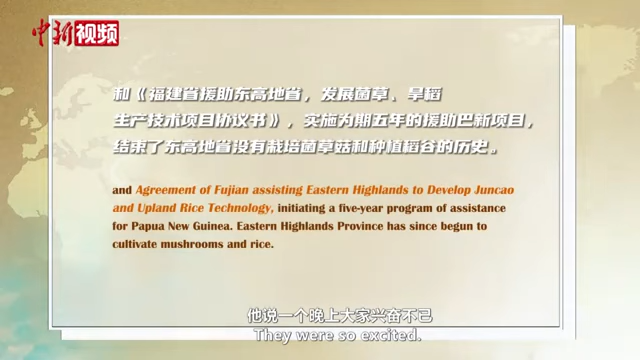 中新视频
和《福建省援助东高地省，发展菌草、旱稻
生产技术项目协议书》，实施为期五年的援助巴新项目，
结束了东高地省没有栽培菌草菇和种植稻谷的历史。
and Agreement of Fujian assisting Eastern Highlands to Develop Juncao
and Upland Rice Technology, initiating a five-year program of assistance
for Papua New Guinea. Eastern Highlands Province has since begun to
cultivate mushrooms and rice.
他说一个晚上大家兴奋不已
They were so excited.